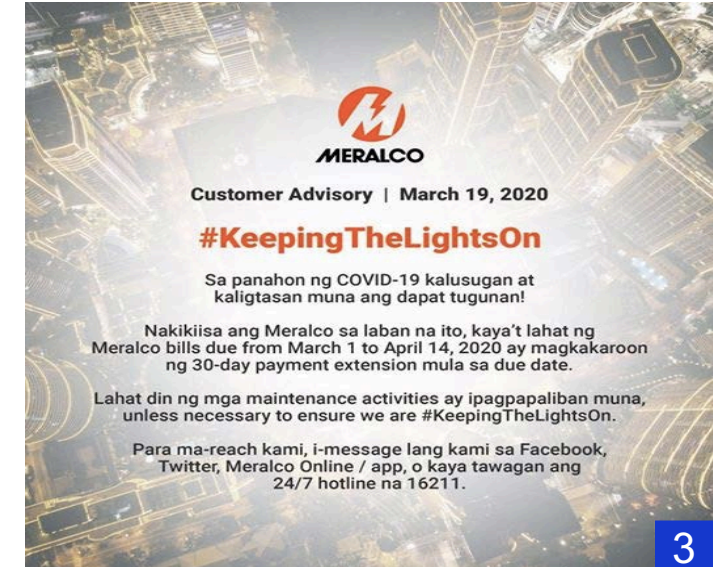 MERALCO
Customer Advisory | March 19, 2020
#KeepingTheLightsOn
Sa panahon ng COVID-19 kalusugan at
kaligtasan muna ang dapat tugunan!
Nakikiisa ang Meralco sa laban na ito, kaya't lahat ng
Meralco bills due from March 1 to April 14, 2020 ay magkakaroon
ng 30-day payment extension mula sa due date.
Lahat din ng mga maintenance activities ay ipagpapaliban muna,
unless necessary to ensure we are #KeepingTheLightsOn.
Para ma-reach kami, i-message lang kami sa Facebook,
Twitter, Meralco Online / app, o kaya tawagan ang
24/7 hotline na 16211.
3